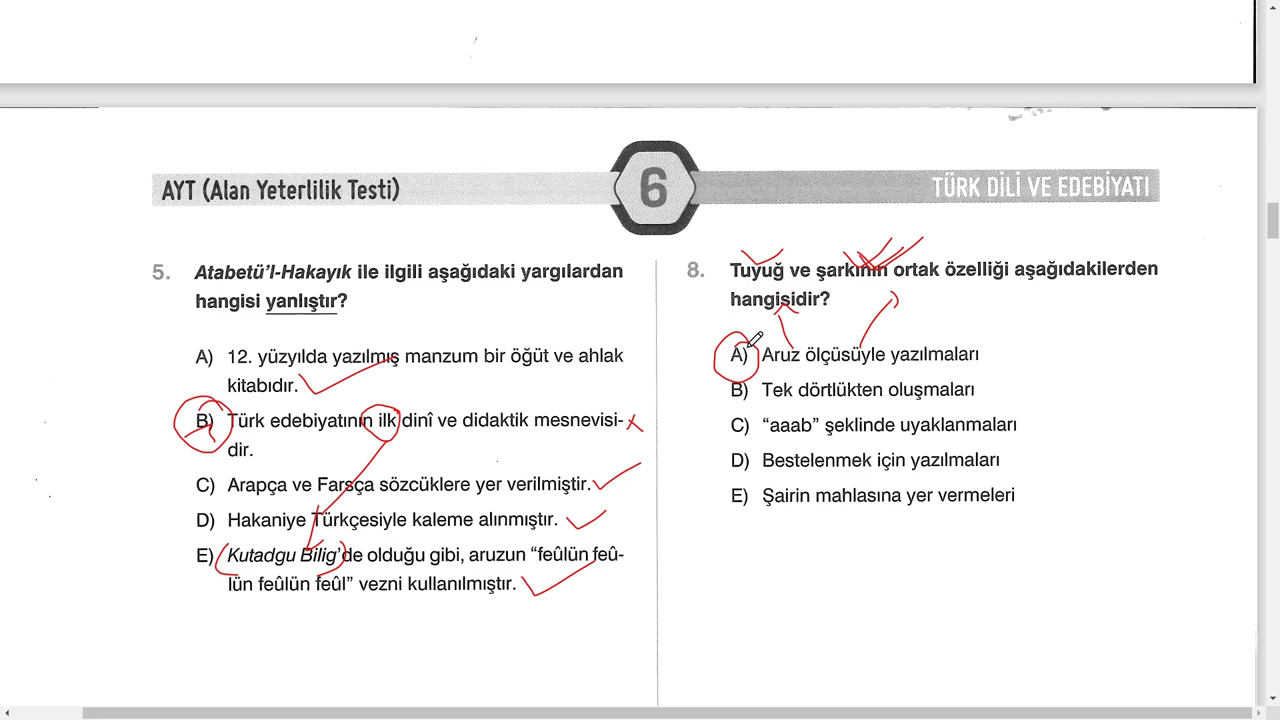 AYT (Alan Yeterlilik Testi)
6
TÜRK DİLİ VE EDEBİYATI
5. Atabetü'l-Hakayık ile ilgili aşağıdaki yargılardan
hangisi yanlıştır?
A) 12. yüzyılda yazılmış manzum bir öğüt ve ahlak
kitabıdır.
B) Türk edebiyatının ilk dinî ve didaktik mesnevisi-
dir.
C) Arapça ve Farsça sözcüklere yer verilmiştir.
D) Hakaniye Türkçesiyle kaleme alınmıştır.
E) Kutadgu Bilig'de olduğu gibi, aruzun “feûlün feû-
lün feûlün feûl” vezni kullanılmıştır.
8. Tuyuğ ve şarkının ortak özelliği aşağıdakilerden
hangisidir?
A) Aruz ölçüsüyle yazılmaları
B) Tek dörtlükten oluşmaları
C) “aaab” şeklinde uyaklanmaları
D) Bestelenmek için yazılmaları
E) Şairin mahlasına yer vermeleri